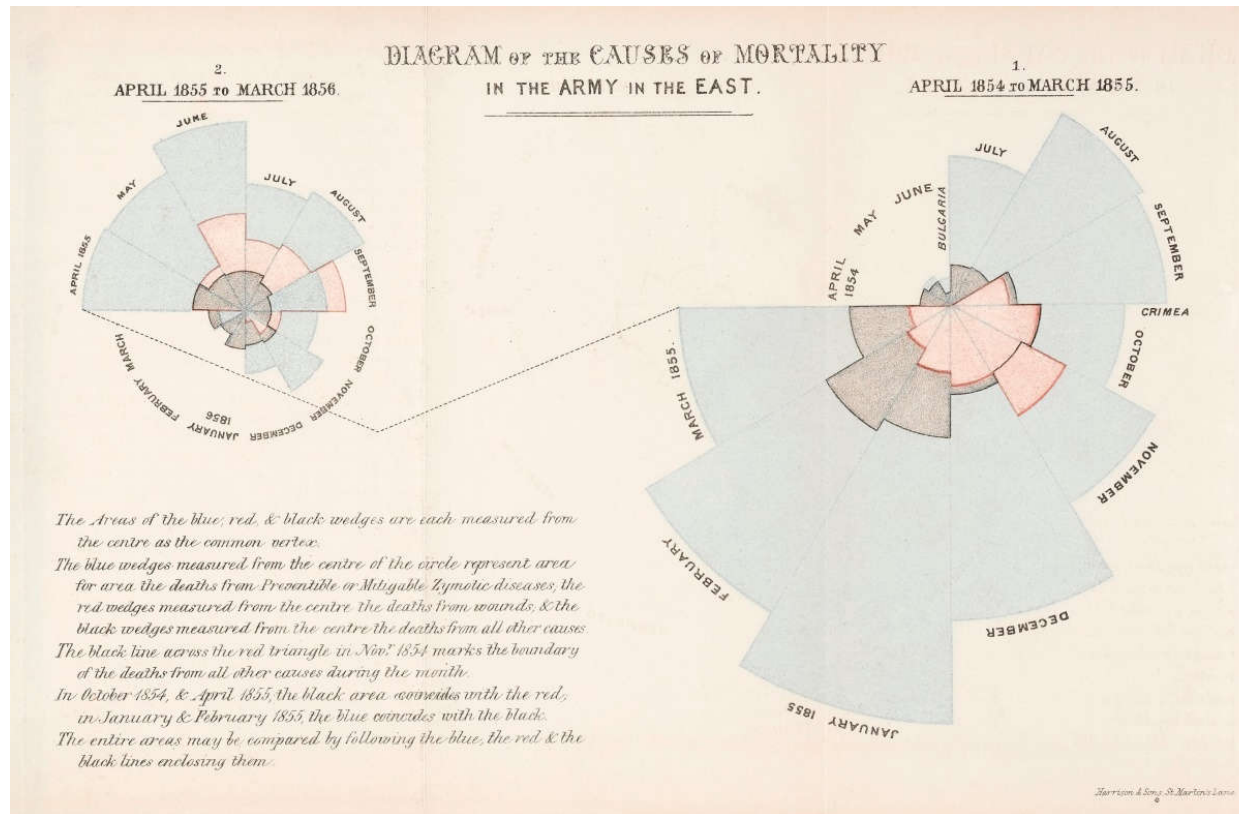 DIAGRAM OF THE CAUSES OF MORTALITY
IN THE ARMY IN THE EAST.
2.
APRIL 1855 TO MARCH 1856.
1.
APRIL 1854 TO MARCH 1855.
APRIL 1855
MAY
JUNE
JULY
AUGUST
SEPTEMBER
OCTOBER
NOVEMBER
DECEMBER
JANUARY
1856
FEBRUARY
MARCH
APRIL
1854
MAY
JUNE
BULGARIA
JULY
AUGUST
SEPTEMBER
CRIMEA
OCTOBER
NOVEMBER
DECEMBER
JANUARY 1855
FEBRUARY
MARCH 1855.
The Areas of the blue, red, & black wedges are each measured from
the centre as the common vertex.
The blue wedges measured from the centre of the circle represent area
for area the deaths from Preventible or Mitigable Zymotic diseases, the
red wedges measured from the centre the deaths from wounds, & the
black wedges measured from the centre the deaths from all other causes.
The black line across the red triangle in Novr. 1854 marks the boundary
of the deaths from all other causes during the month.
In October 1854, & April 1855, the black area coincides with the red,
in January & February 1855, the blue coincides with the black.
The entire areas may be compared by following the blue, the red & the
black lines enclosing them.
Harrison & Sons, St. Martin's Lane